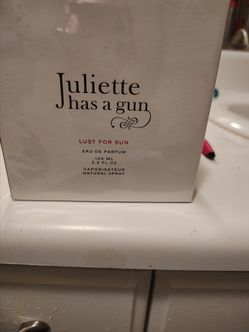 Juliette
has a gun
LUST FOR SUN
EAU DE PARFUM
100 ML
3.3 FL.OZ
VAPORISATEUR
NATURAL SPRAY